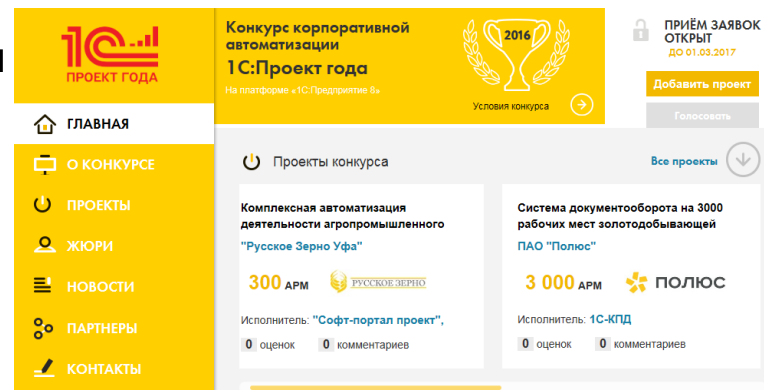 1С
ПРОЕКТ ГОДА
Конкурс корпоративной
автоматизации
1С:Проект года
На платформе «1С:Предприятие 8»
2016
Условия конкурса
ПРИЁМ ЗАЯВОК
ОТКРЫТ
ДО 01.03.2017
Добавить проект
Голосовать
ГЛАВНАЯ
О КОНКУРСЕ
ПРОЕКТЫ
ЖЮРИ
НОВОСТИ
ПАРТНЕРЫ
КОНТАКТЫ
Проекты конкурса
Все проекты
Комплексная автоматизация
деятельности агропромышленного
"Русское Зерно Уфа"
300 АРМ
РУССКОЕ ЗЕРНО
Исполнитель: "Софт-портал проект",
0 оценок 0 комментариев
Система документооборота на 3000
рабочих мест золотодобывающей
ПАО "Полюс"
3 000 АРМ
ПОЛЮС
Исполнитель: 1С-КПД
0 оценок 0 комментариев